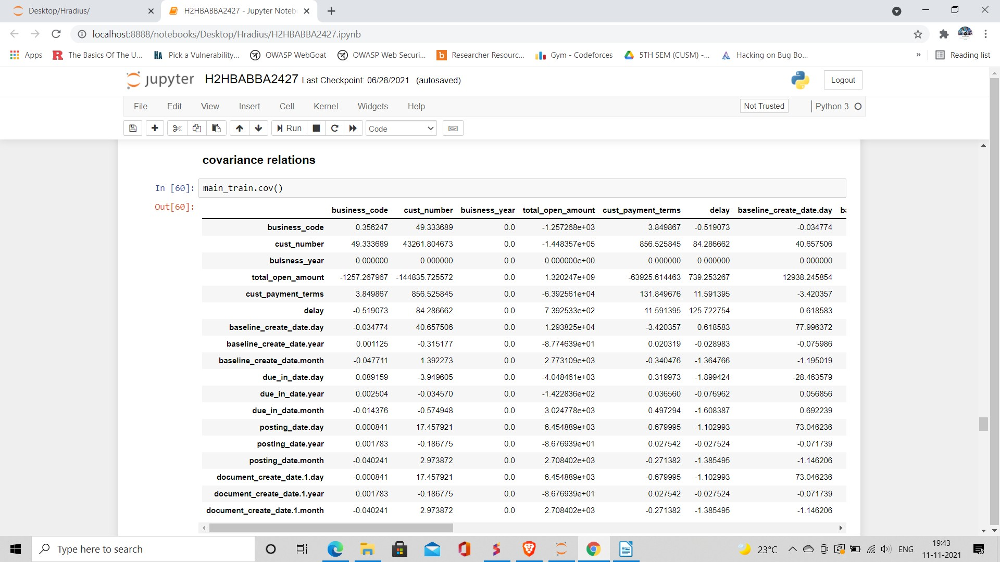 Desktop/Hradius/
H2HBABBA2427 - Jupyter Noteb
localhost:8888/notebooks/Desktop/Hradius/H2HBABBA2427.ipynb
Apps The Basics Of The U... Pick a Vulnerability... OWASP WebGoat OWASP Web Securi... Researcher Resourc... Gym - Codeforces 5TH SEM (CUSM) -... Hacking on Bug Bo... » Reading list
jupyter H2HBABBA2427 Last Checkpoint: 06/28/2021 (autosaved) Logout
File Edit View Insert Cell Kernel Widgets Help Not Trusted Python 3
Run Code
covariance relations
In [60]: main_train.cov()
Out[60]:
business_code cust_number buisness_year total_open_amount cust_payment_terms delay baseline_create_date.day
business_code 0.356247 49.333689 0.0 -1.257268e+03 3.849867 -0.519073 -0.034774
cust_number 49.333689 43261.804673 0.0 -1.448357e+05 856.525845 84.286662 40.657506
buisness_year 0.000000 0.000000 0.0 0.000000e+00 0.000000 0.000000 0.000000
total_open_amount -1257.267967 -144835.725572 0.0 1.320247e+09 -63925.614463 739.253267 12938.245854
cust_payment_terms 3.849867 856.525845 0.0 -6.392561e+04 131.849676 11.591395 -3.420357
delay -0.519073 84.286662 0.0 7.392533e+02 11.591395 125.722754 0.618583
baseline_create_date.day -0.034774 40.657506 0.0 1.293825e+04 -3.420357 0.618583 77.996372
baseline_create_date.year 0.001125 -0.315177 0.0 -8.774639e+01 0.020319 -0.028983 -0.075986
baseline_create_date.month -0.047711 1.392273 0.0 2.773109e+03 -0.340476 -1.364766 -1.195019
due_in_date.day 0.089159 -3.949605 0.0 -4.048461e+03 0.319973 -1.899424 -28.463579
due_in_date.year 0.002504 -0.034570 0.0 -1.422836e+02 0.036560 -0.076962 0.056856
due_in_date.month -0.014376 -0.574948 0.0 3.024778e+03 0.497294 -1.608387 0.692239
posting_date.day -0.000841 17.457921 0.0 6.454889e+03 -0.679995 -1.102993 73.046236
posting_date.year 0.001783 -0.186775 0.0 -8.676939e+01 0.027542 -0.027524 -0.071739
posting_date.month -0.040241 2.973872 0.0 2.708402e+03 -0.271382 -1.385495 -1.146206
document_create_date.1.day -0.000841 17.457921 0.0 6.454889e+03 -0.679995 -1.102993 73.046236
document_create_date.1.year 0.001783 -0.186775 0.0 -8.676939e+01 0.027542 -0.027524 -0.071739
document_create_date.1.month -0.040241 2.973872 0.0 2.708402e+03 -0.271382 -1.385495 -1.146206
Type here to search
23°C ENG
19:43
11-11-2021